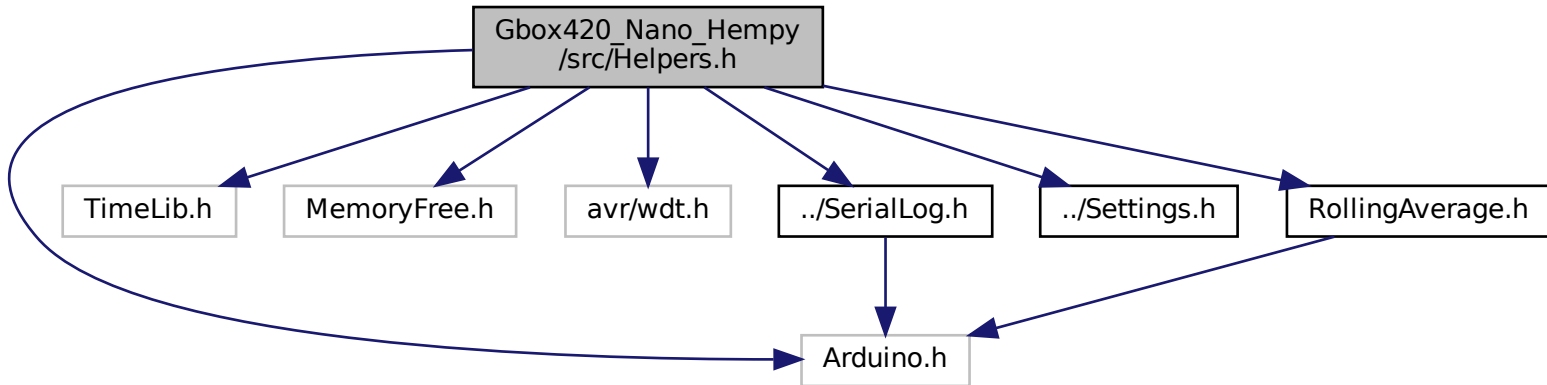 Gbox420_Nano_Hempy
/src/Helpers.h
TimeLib.h
MemoryFree.h
avr/wdt.h
../SerialLog.h
../Settings.h
RollingAverage.h
Arduino.h